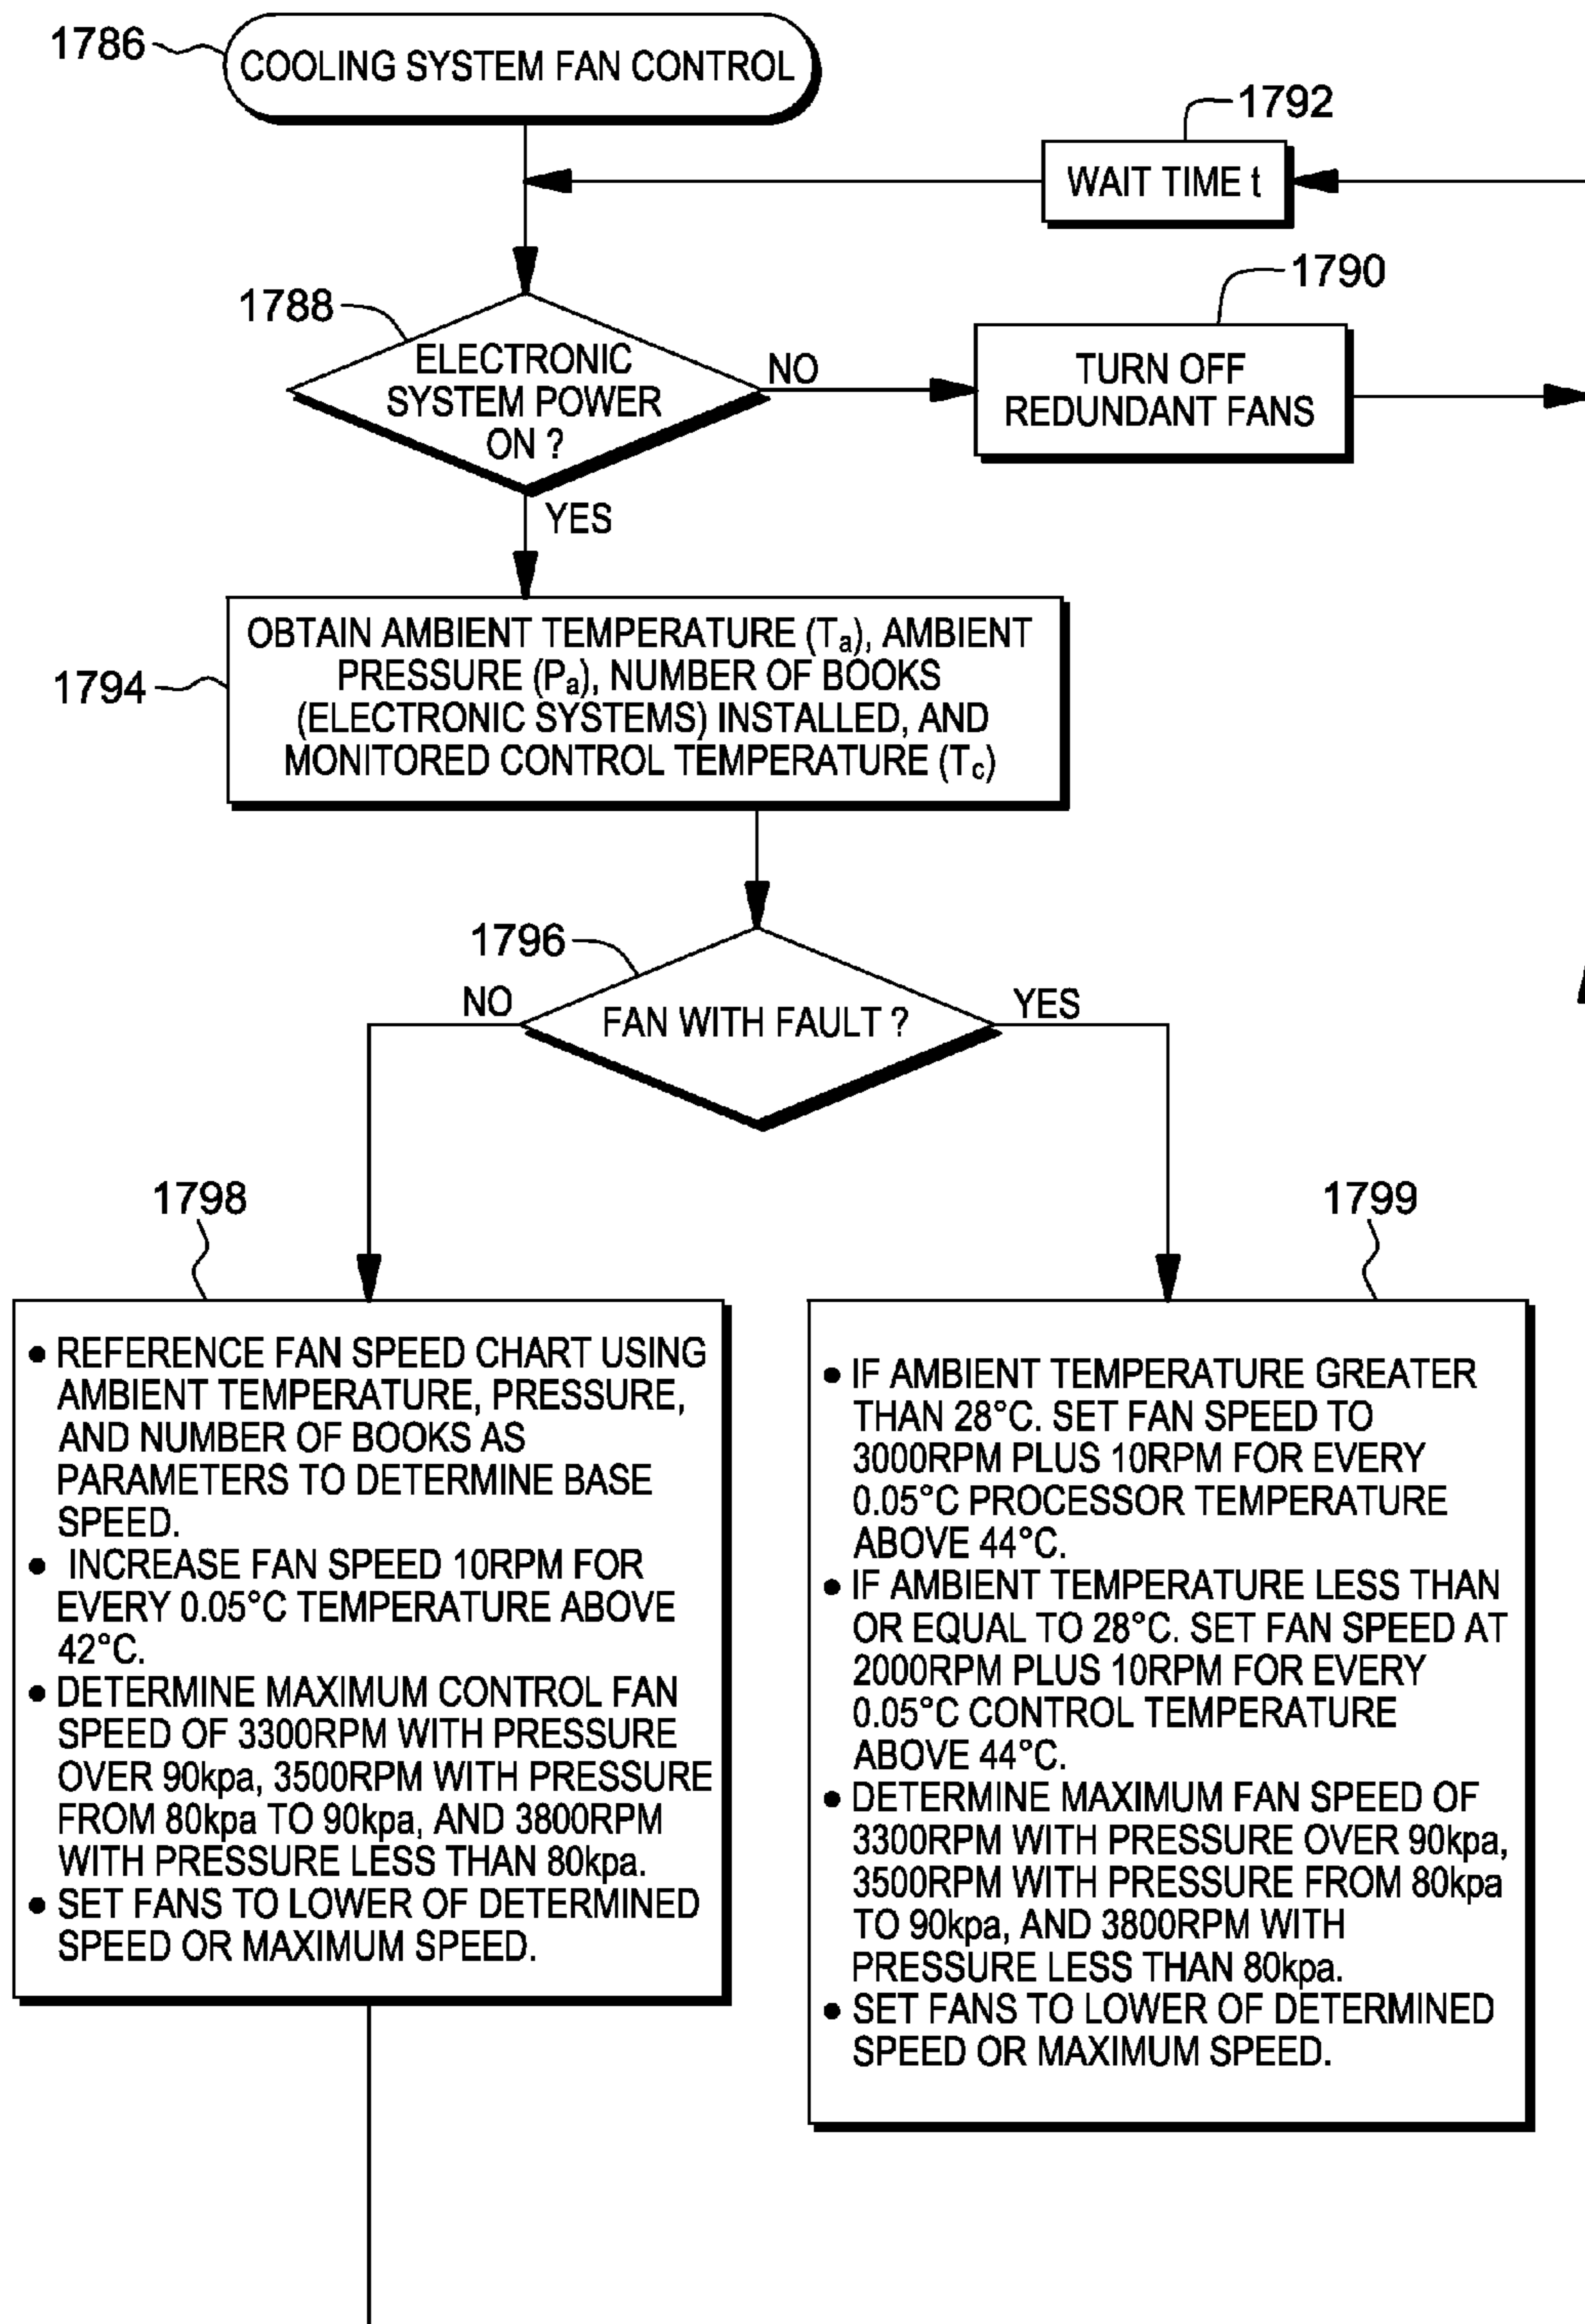 1786
COOLING SYSTEM FAN CONTROL
1792
WAIT TIME t
1790
TURN OFF
REDUNDANT FANS
1788
ELECTRONIC
SYSTEM POWER
ON ?
NO
YES
1794
OBTAIN AMBIENT TEMPERATURE (Ta), AMBIENT
PRESSURE (Pa), NUMBER OF BOOKS
(ELECTRONIC SYSTEMS) INSTALLED, AND
MONITORED CONTROL TEMPERATURE (Tc)
1796
NO
FAN WITH FAULT ?
YES
1798
• REFERENCE FAN SPEED CHART USING
AMBIENT TEMPERATURE, PRESSURE,
AND NUMBER OF BOOKS AS
PARAMETERS TO DETERMINE BASE
SPEED.
• INCREASE FAN SPEED 10RPM FOR
EVERY 0.05°C TEMPERATURE ABOVE
42°C.
• DETERMINE MAXIMUM CONTROL FAN
SPEED OF 3300RPM WITH PRESSURE
OVER 90kpa, 3500RPM WITH PRESSURE
FROM 80kpa TO 90kpa, AND 3800RPM
WITH PRESSURE LESS THAN 80kpa.
• SET FANS TO LOWER OF DETERMINED
SPEED OR MAXIMUM SPEED.
1799
• IF AMBIENT TEMPERATURE GREATER
THAN 28°C. SET FAN SPEED TO
3000RPM PLUS 10RPM FOR EVERY
0.05°C PROCESSOR TEMPERATURE
ABOVE 44°C.
• IF AMBIENT TEMPERATURE LESS THAN
OR EQUAL TO 28°C. SET FAN SPEED AT
2000RPM PLUS 10RPM FOR EVERY
0.05°C CONTROL TEMPERATURE
ABOVE 44°C.
• DETERMINE MAXIMUM FAN SPEED OF
3300RPM WITH PRESSURE OVER 90kpa,
3500RPM WITH PRESSURE FROM 80kpa
TO 90kpa, AND 3800RPM WITH
PRESSURE LESS THAN 80kpa.
• SET FANS TO LOWER OF DETERMINED
SPEED OR MAXIMUM SPEED.